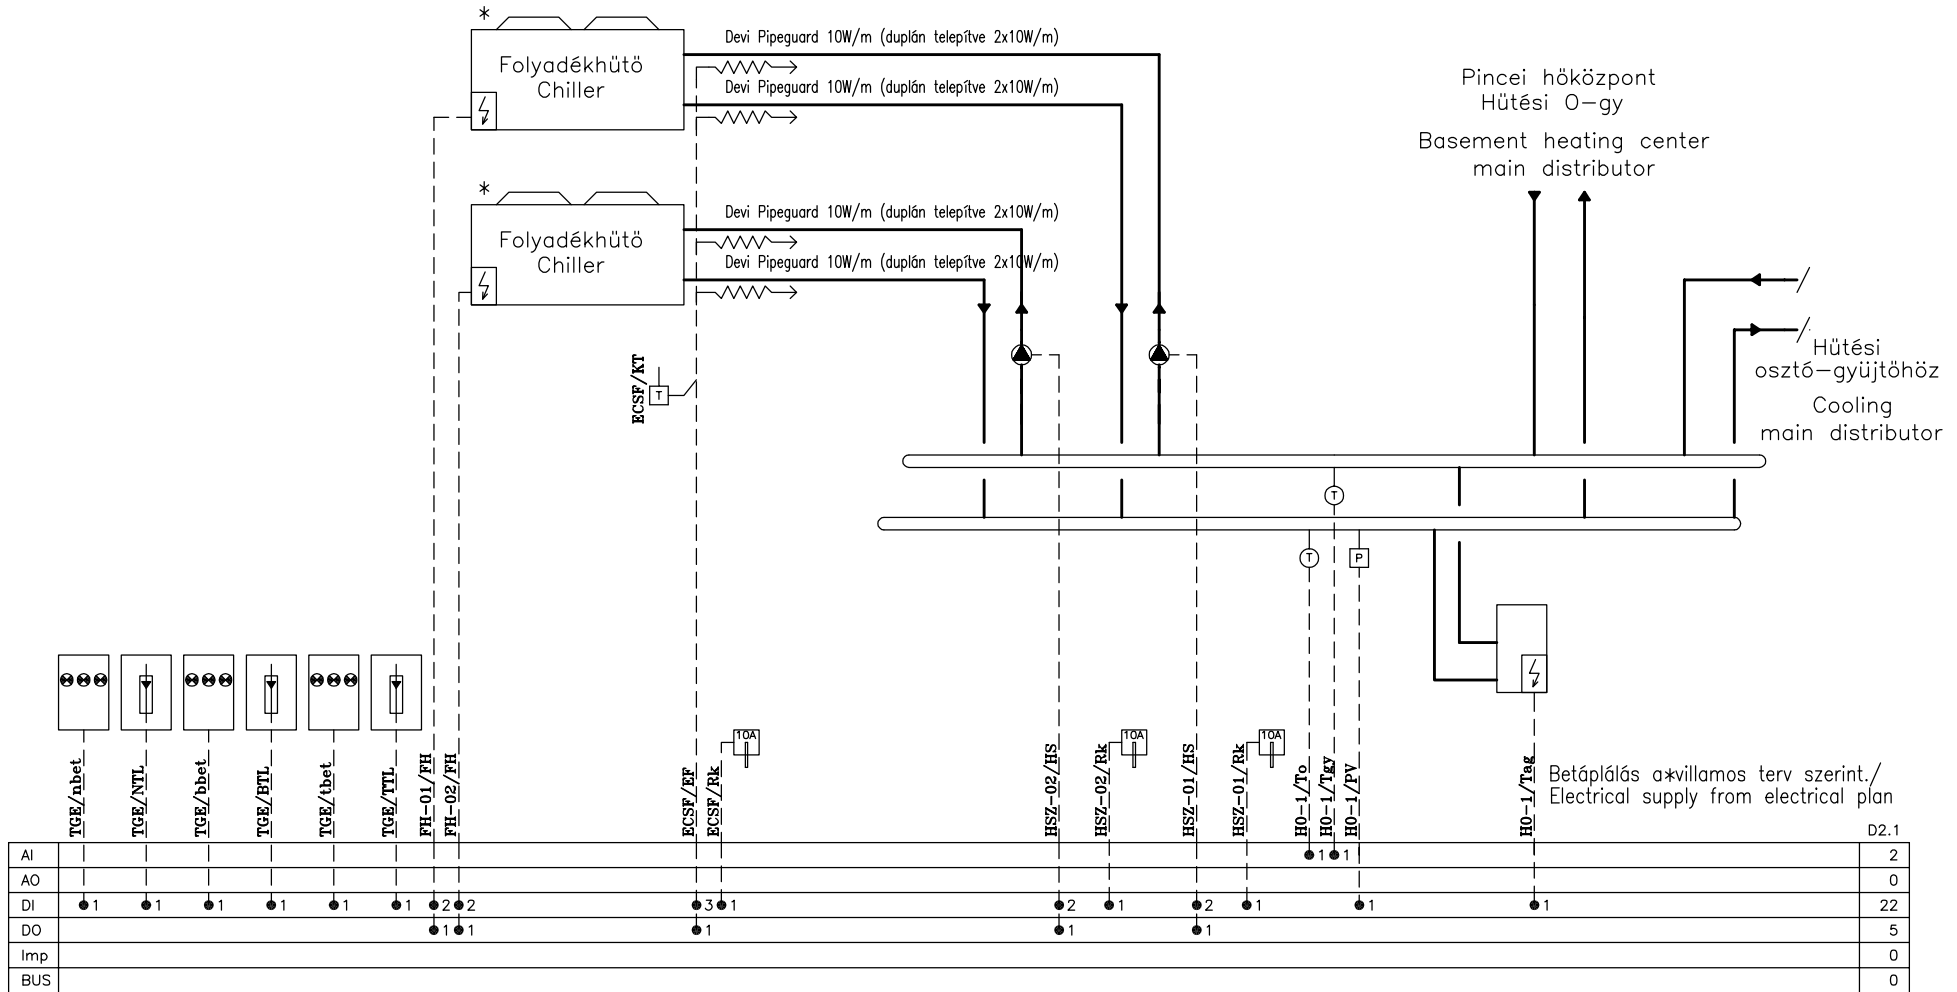 *
Devi Pipeguard 10W/m (duplán telepítve 2x10W/m)
Folyadékhütö
Chiller
Devi Pipeguard 10W/m (duplán telepítve 2x10W/m)
Pincei hőközpont
Hütési O-gy
Basement heating center
main distributor
*
Devi Pipeguard 10W/m (duplán telepítve 2x10W/m)
Folyadékhütö
Chiller
Devi Pipeguard 10W/m (duplán telepítve 2x10W/m)
Hütési
osztó-gyüjtöhöz
Cooling
main distributor
ECSF/KT
T
T
T
P
10A
10A
10A
TGE/nbet
TGE/NTL
TGE/bbet
TGE/BTL
TGE/tbet
TGE/TTL
FH-01/FH
FH-02/FH
ECSF/EF
ECSF/Rk
HSZ-02/HS
HSZ-02/Rk
HSZ-01/HS
HSZ-01/Rk
HO-1/To
HO-1/Tgy
HO-1/PV
HO-1/Tag
Betáplálás a*villamos terv szerint./
Electrical supply from electrical plan
D2.1
AI 1 1 2
AO 0
DI 1 1 1 1 1 1 2 2 3 1 2 1 2 1 1 1 22
DO 1 1 1 1 1 5
Imp 0
BUS 0